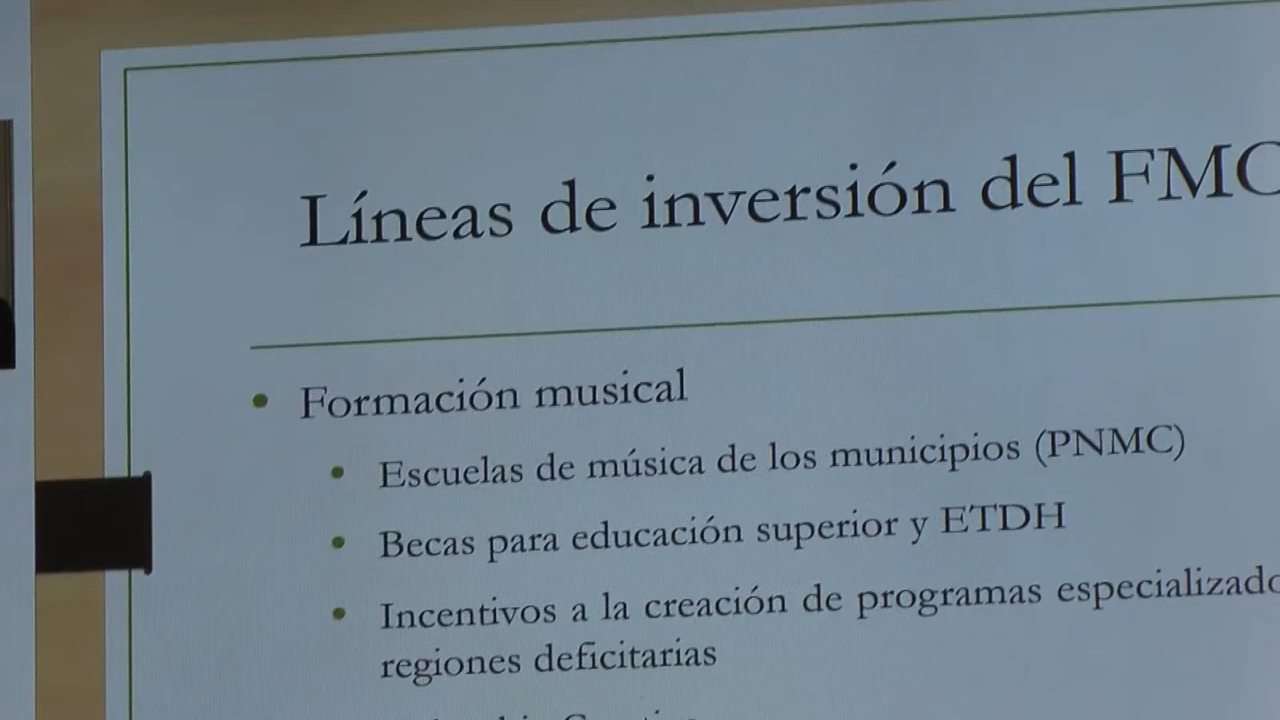 Líneas de inversión del FMC
Formación musical
Escuelas de música de los municipios (PNMC)
Becas para educación superior y ETDH
Incentivos a la creación de programas
regiones deficitarias